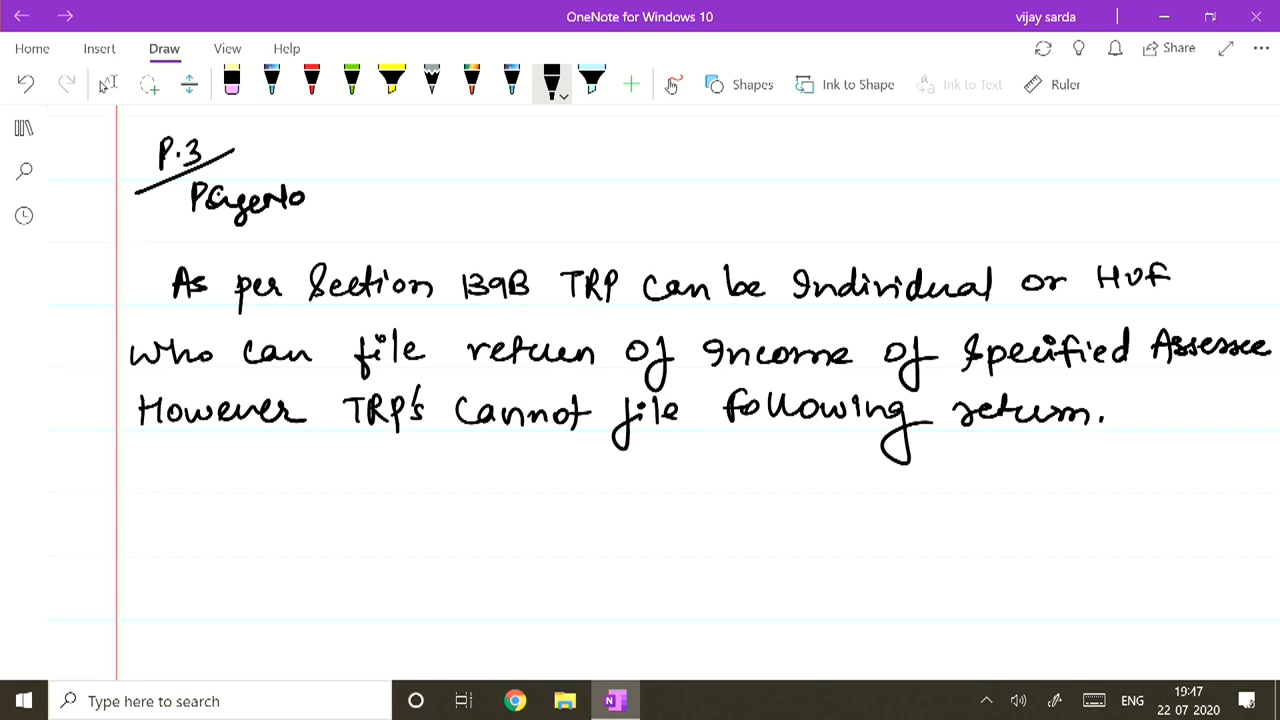 OneNote for Windows 10
vijay sarda
Home Insert Draw View Help
Share
Shapes Ink to Shape Ink to Text Ruler
P.3
PageNo
As per Section 139B TRP can be Individual or HUF
who can file return of Income of Specified Assessee
However TRP's cannot file following return.
Type here to search
ENG
19:47
22-07-2020